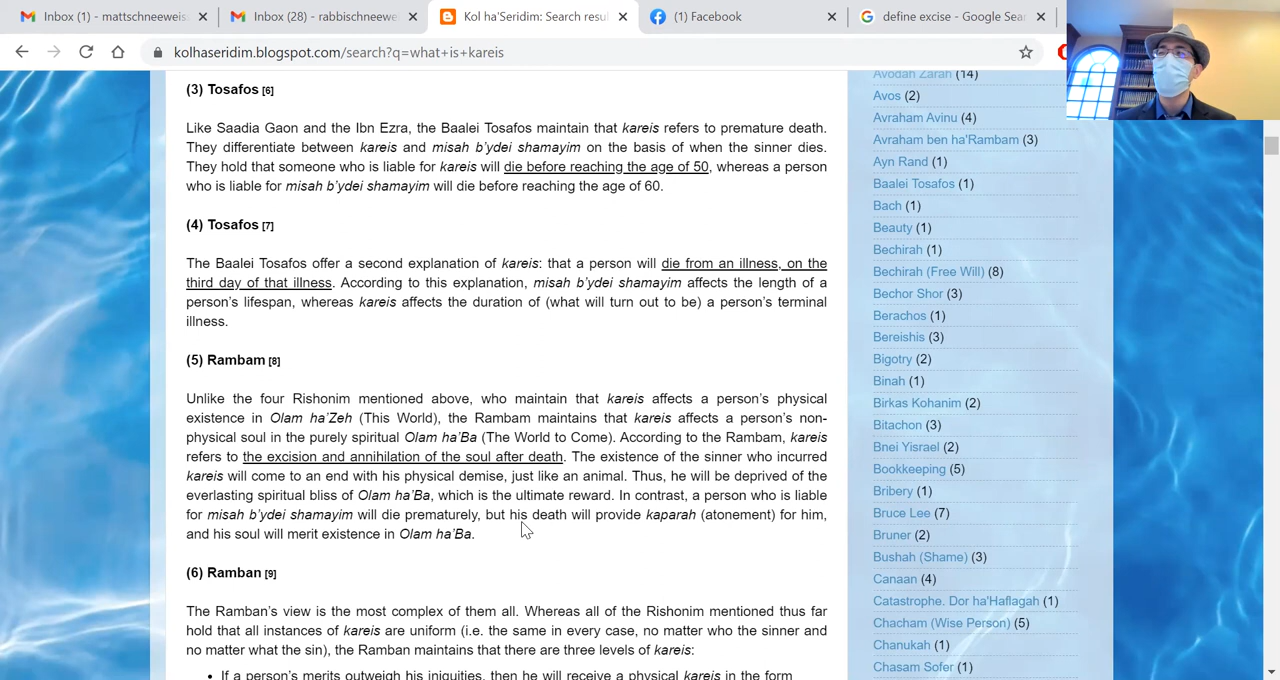 Inbox (1) - mattschneeweis
Inbox (28) - rabbischneewe
Kol ha'Seridim: Search resu
(1) Facebook
define excise - Google Sear
kolhaseridim.blogspot.com/search?q=what+is+kareis
(3) Tosafos [6]
Like Saadia Gaon and the Ibn Ezra, the Baalei Tosafos maintain that kareis refers to premature death.
They differentiate between kareis and misah b'ydei shamayim on the basis of when the sinner dies.
They hold that someone who is liable for kareis will die before reaching the age of 50, whereas a person
who is liable for misah b'ydei shamayim will die before reaching the age of 60.
(4) Tosafos [7]
The Baalei Tosafos offer a second explanation of kareis: that a person will die from an illness, on the
third day of that illness. According to this explanation, misah b'ydei shamayim affects the length of a
person's lifespan, whereas kareis affects the duration of (what will turn out to be) a person's terminal
illness.
(5) Rambam [8]
Unlike the four Rishonim mentioned above, who maintain that kareis affects a person's physical
existence in Olam ha'Zeh (This World), the Rambam maintains that kareis affects a person's non-
physical soul in the purely spiritual Olam ha'Ba (The World to Come). According to the Rambam, kareis
is the excision and annihilation of the soul after death. The existence of the sinner who incurred
kareis will come to an end with his physical demise, just like an animal. Thus, he will be deprived of the
everlasting spiritual bliss of Olam ha'Ba, which is the ultimate reward. In contrast, a person who is liable
for misah b'ydei shamayim will die prematurely, but his death will provide kaparah (atonement) for him,
and his soul will merit existence in Olam ha'Ba.
(6) Ramban [9]
The Ramban's view is the most complex of them all. Whereas all of the Rishonim mentioned thus far
hold that all instances of kareis are uniform (i.e. the same in every case, no matter who the sinner and
no matter what the sin), the Ramban maintains that there are three levels of kareis:
• If a person's merits outweigh his iniquities, then he will receive a physical kareis in the form
Avodah Zarah (14)
Avos (2)
Avraham Avinu (4)
Avraham ben ha'Rambam (3)
Ayn Rand (1)
Baalei Tosafos (1)
Bach (1)
Beauty (1)
Bechirah (1)
Bechirah (Free Will) (8)
Bechor Shor (3)
Berachos (1)
Bereishis (3)
Bigotry (2)
Binah (1)
Birkas Kohanim (2)
Bitachon (3)
Bnei Yisrael (2)
Bookkeeping (5)
Bribery (1)
Bruce Lee (7)
Bruner (2)
Bushah (Shame) (3)
Canaan (4)
Catastrophe. Dor ha'Haflagah (1)
Chacham (Wise Person) (5)
Chanukah (1)
Chasam Sofer (1)